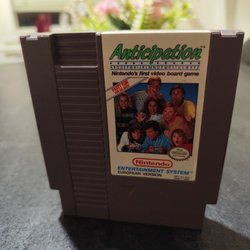 Anticipation
Nintendo's first video board game
Nintendo
ENTERTAINMENT SYSTEM
EUROPEAN VERSION